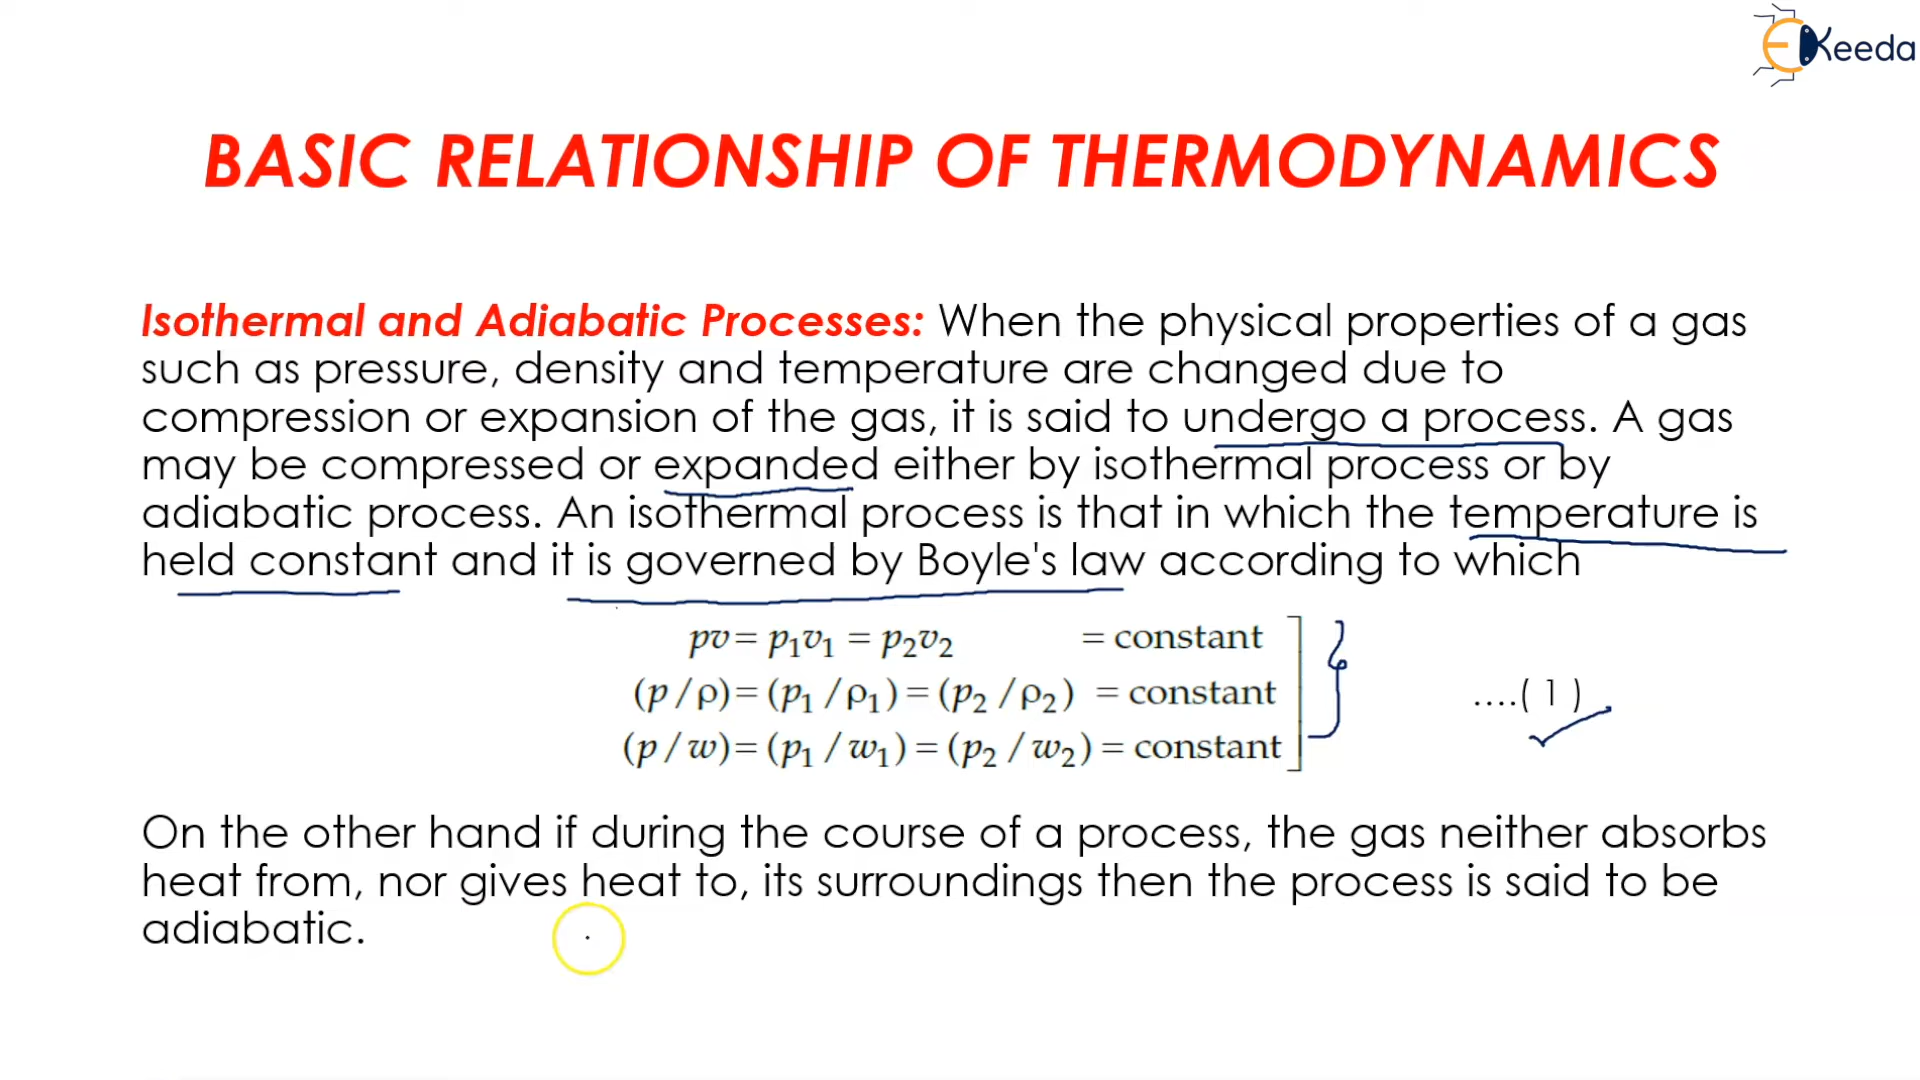 EKeeda
BASIC RELATIONSHIP OF THERMODYNAMICS
Isothermal and Adiabatic Processes: When the physical properties of a gas
such as pressure, density and temperature are changed due to
compression or expansion of the gas, it is said to undergo a process. A gas
may be compressed or expanded either by isothermal process or by
adiabatic process. An isothermal process is that in which the temperature is
held constant and it is governed by Boyle's law according to which
pv = p₁v₁ = p₂v₂ = constant
(p/ρ) = (p₁/ρ₁) = (p₂/ρ₂) = constant
(p/w) = (p₁/w₁) = (p₂/w₂) = constant
....( 1 )
On the other hand if during the course of a process, the gas neither absorbs
heat from, nor gives heat to, its surroundings then the process is said to be
adiabatic.